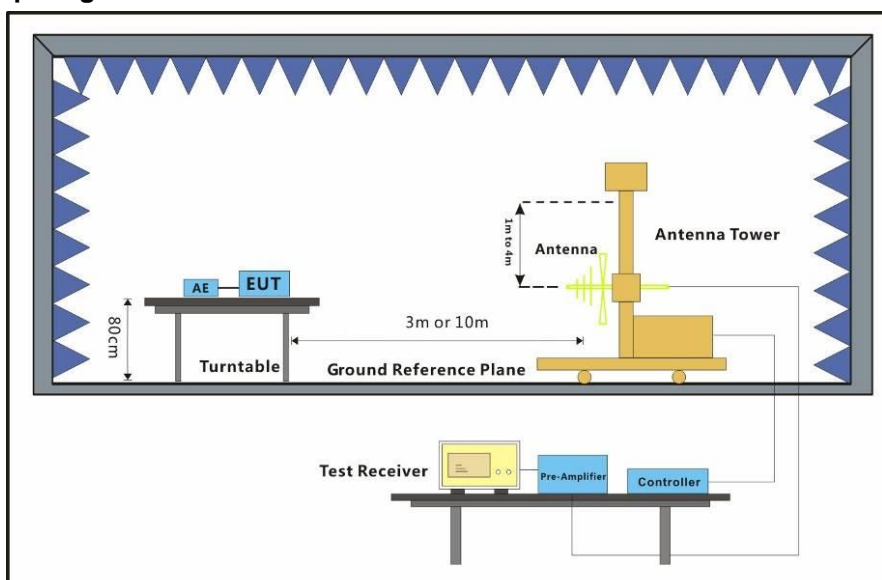 1m to 4m
Antenna
Antenna Tower
AE
EUT
80cm
3m or 10m
Turntable
Ground Reference Plane
Test Receiver
Pre-Amplifier
Controller